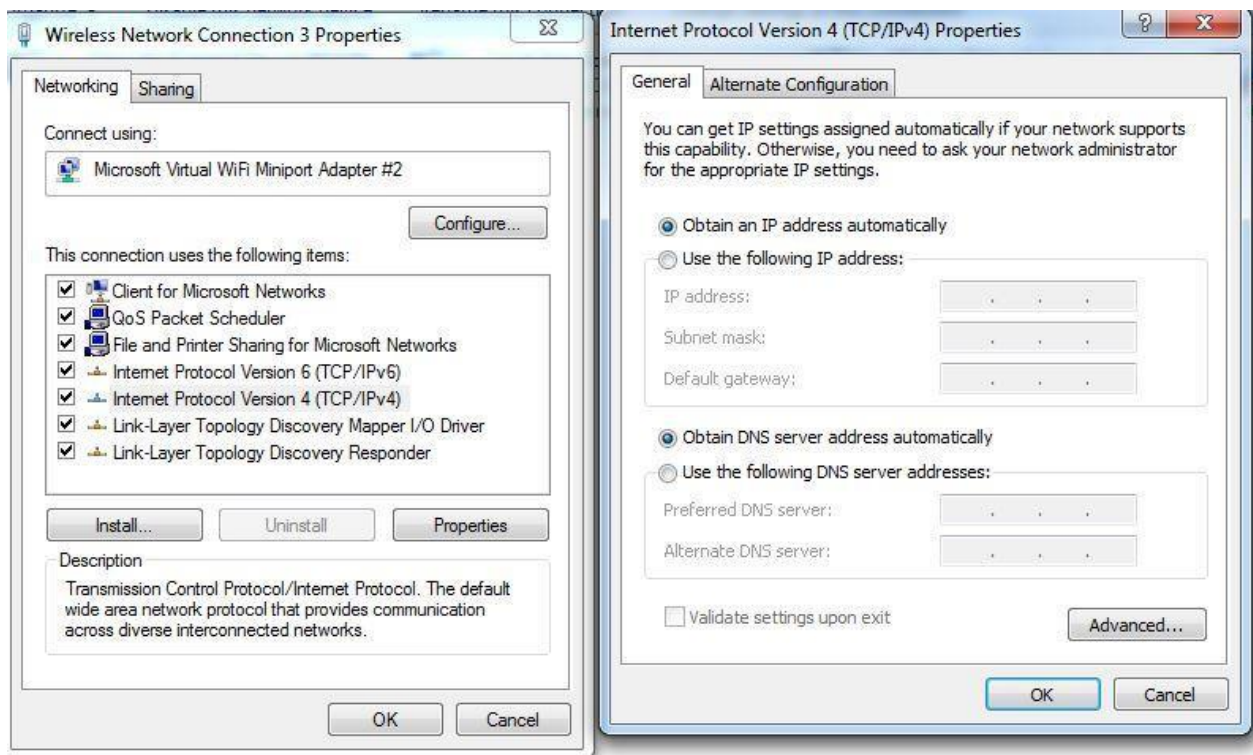 Wireless Network Connection 3 Properties
Networking
Sharing
Connect using:
Microsoft Virtual WiFi Miniport Adapter #2
Configure...
This connection uses the following items:
Client for Microsoft Networks
QoS Packet Scheduler
File and Printer Sharing for Microsoft Networks
Internet Protocol Version 6 (TCP/IPv6)
Internet Protocol Version 4 (TCP/IPv4)
Link-Layer Topology Discovery Mapper I/O Driver
Link-Layer Topology Discovery Responder
Install...
Uninstall
Properties
Description
Transmission Control Protocol/Internet Protocol. The default
wide area network protocol that provides communication
across diverse interconnected networks.
OK
Cancel
Internet Protocol Version 4 (TCP/IPv4) Properties
General
Alternate Configuration
You can get IP settings assigned automatically if your network supports
this capability. Otherwise, you need to ask your network administrator
for the appropriate IP settings.
Obtain an IP address automatically
Use the following IP address:
IP address:
Subnet mask:
Default gateway:
Obtain DNS server address automatically
Use the following DNS server addresses:
Preferred DNS server:
Alternate DNS server:
Validate settings upon exit
Advanced...
OK
Cancel